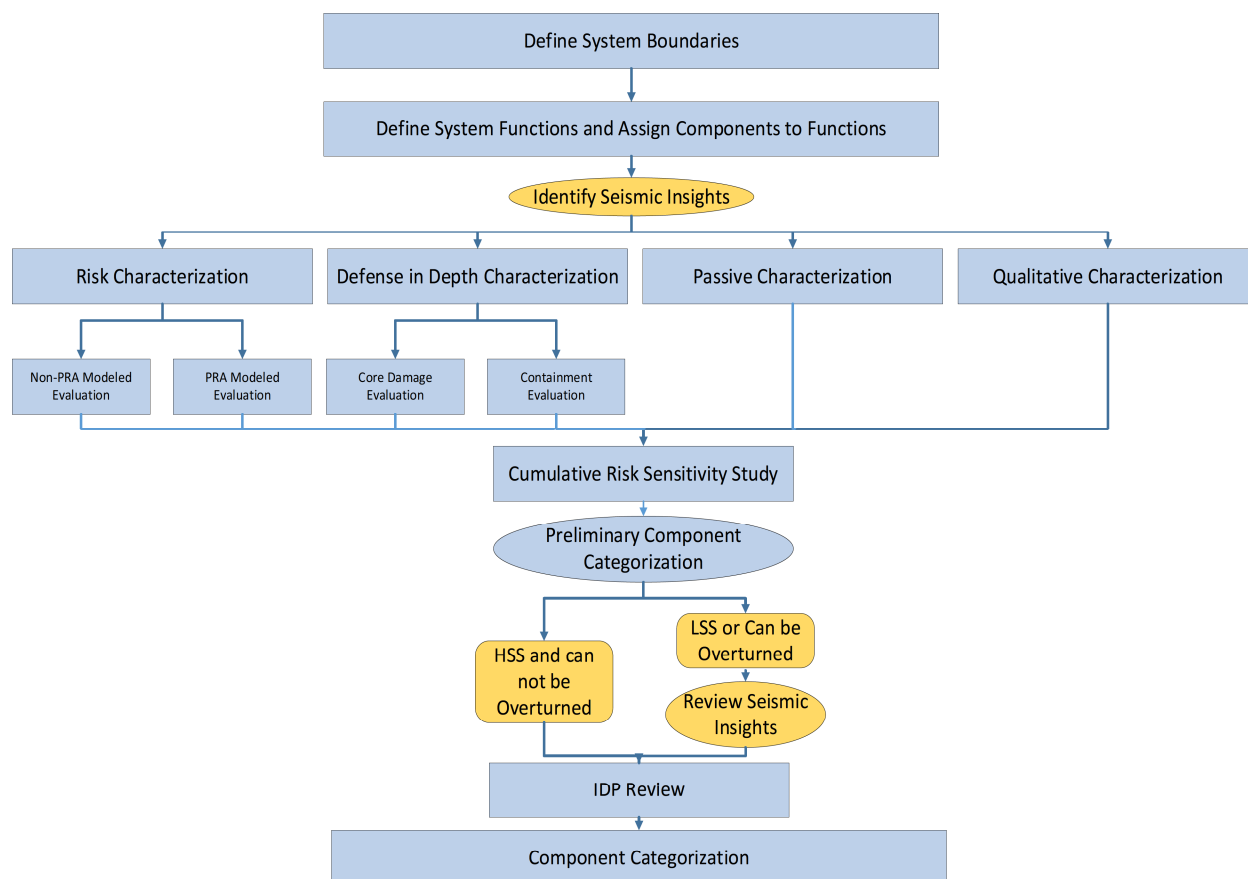 Define System Boundaries
Define System Functions and Assign Components to Functions
Identify Seismic Insights
Risk Characterization
Defense in Depth Characterization
Passive Characterization
Qualitative Characterization
Non-PRA Modeled
Evaluation
PRA Modeled
Evaluation
Core Damage
Evaluation
Containment
Evaluation
Cumulative Risk Sensitivity Study
Preliminary Component
Categorization
HSS and can
not be
Overturned
LSS or Can be
Overturned
Review Seismic
Insights
IDP Review
Component Categorization